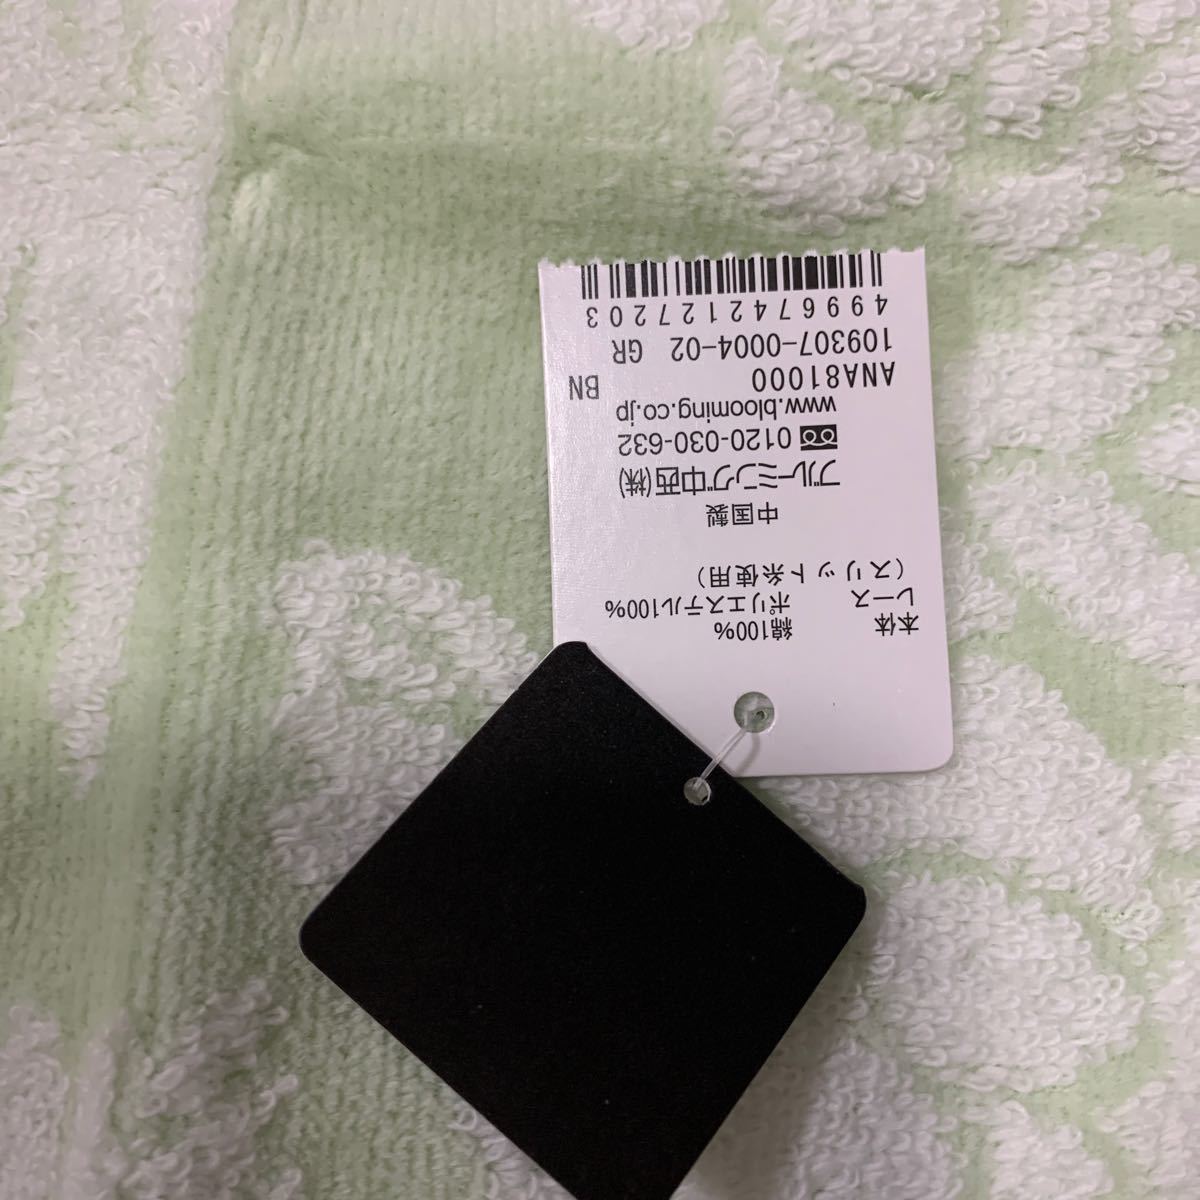 本体 綿100%
レース ポリエステル100%
(スリット糸使用)
中国製
ブルーミング中西(株)
0120-030-632
www.blooming.co.jp
ANA81000 BN
109307-0004-02 GR
4996742127203